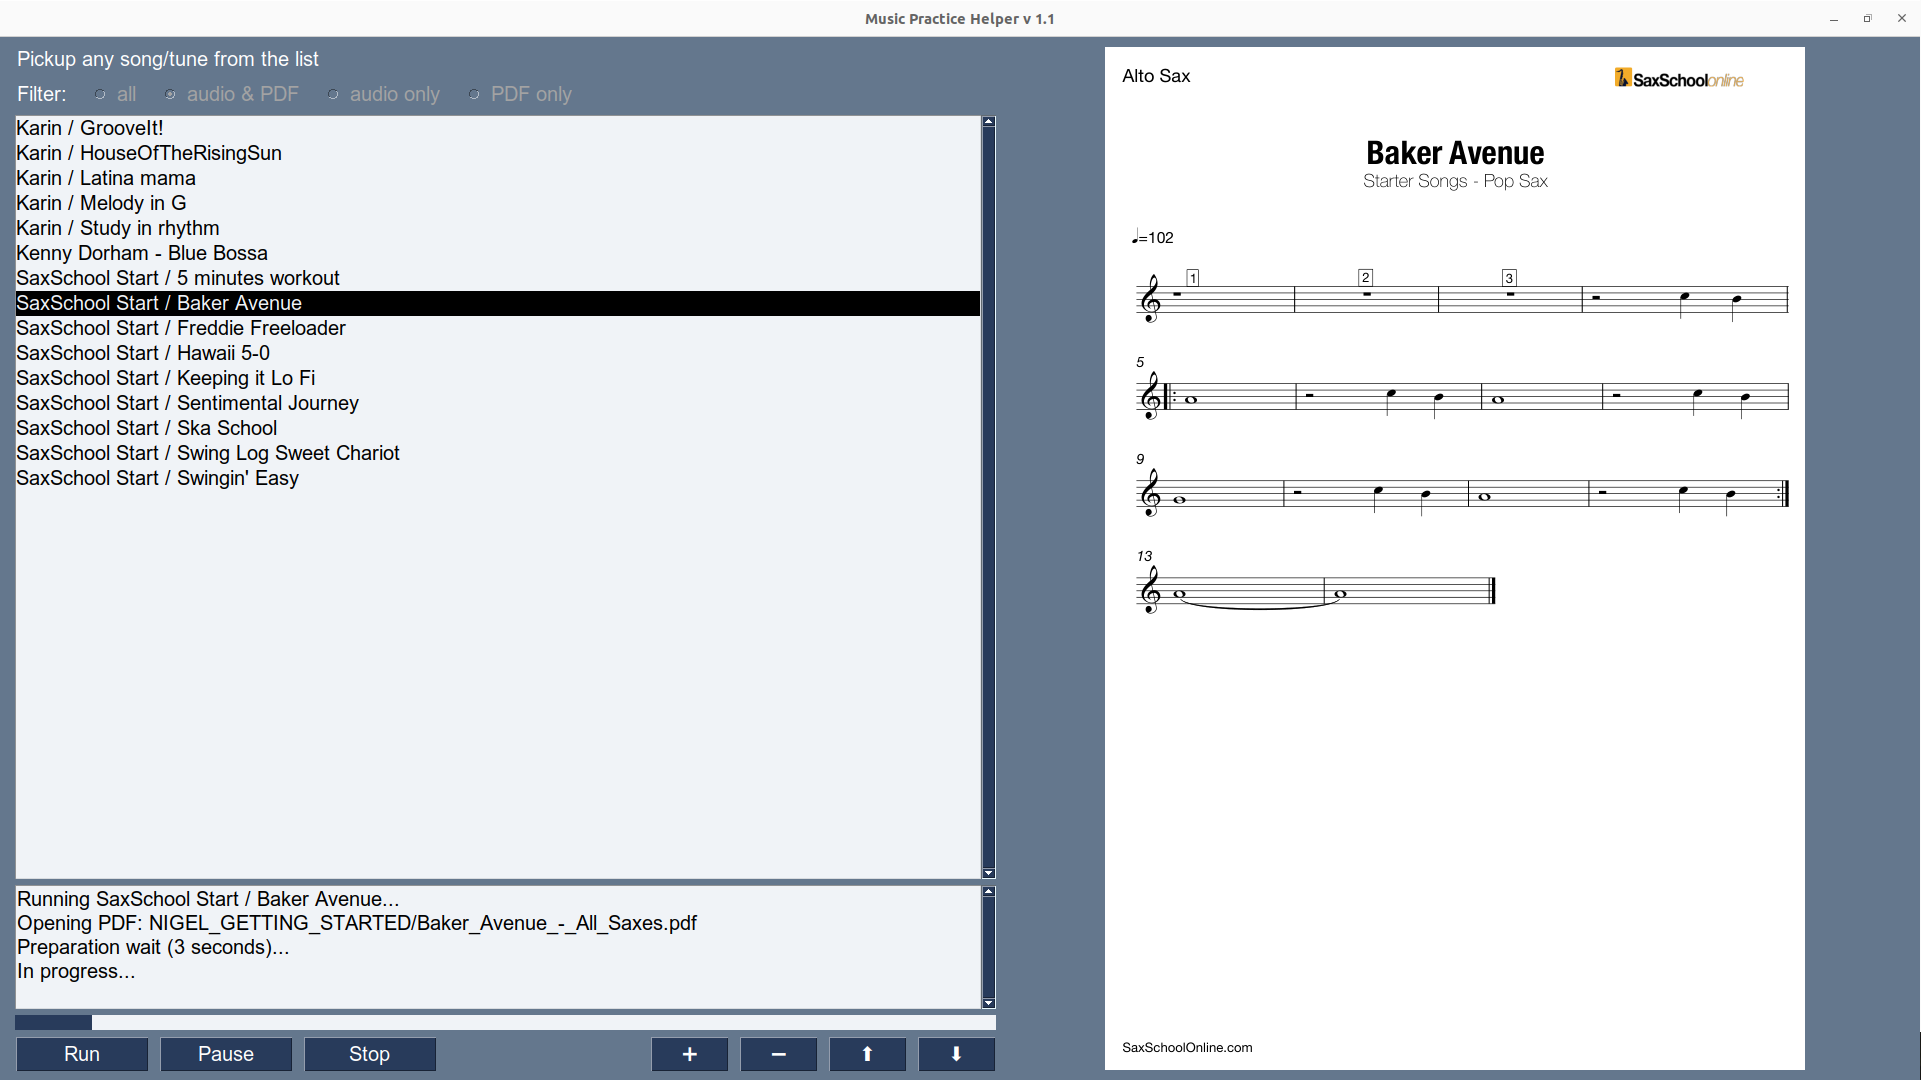 Music Practice Helper v 1.1
Pickup any song/tune from the list
Filter: all audio & PDF audio only PDF only
Karin / GrooveIt!
Karin / HouseOfTheRisingSun
Karin / Latina mama
Karin / Melody in G
Karin / Study in rhythm
Kenny Dorham - Blue Bossa
SaxSchool Start / 5 minutes workout
SaxSchool Start / Baker Avenue
SaxSchool Start / Freddie Freeloader
SaxSchool Start / Hawaii 5-0
SaxSchool Start / Keeping it Lo Fi
SaxSchool Start / Sentimental Journey
SaxSchool Start / Ska School
SaxSchool Start / Swing Log Sweet Chariot
SaxSchool Start / Swingin' Easy
Running SaxSchool Start / Baker Avenue...
Opening PDF: NIGEL_GETTING_STARTED/Baker_Avenue_-_All_Saxes.pdf
Preparation wait (3 seconds)...
In progress...
Run Pause Stop + − ⬆ ⬇
Alto Sax
SaxSchoolonline
Baker Avenue
Starter Songs - Pop Sax
♩=102
1 2 3
5
9
13
SaxSchoolOnline.com